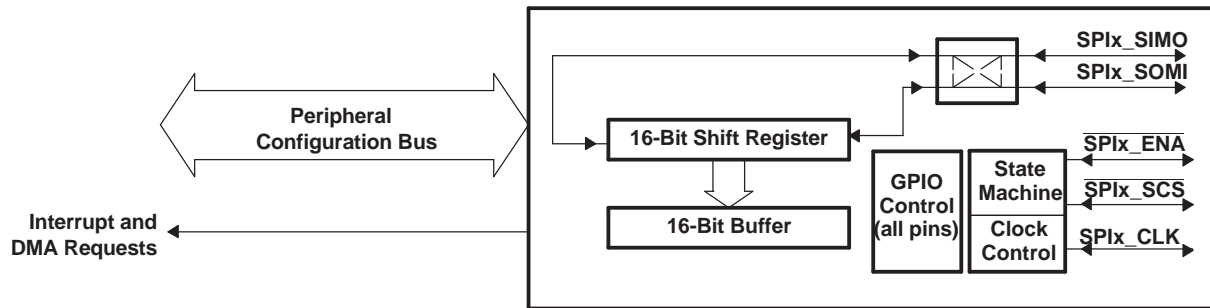 SPIx_SIMO
SPIx_SOMI
Peripheral
Configuration Bus
16-Bit Shift Register
SPIx_ENA
GPIO
Control
(all pins)
State
Machine
SPIx_SCS
Interrupt and
DMA Requests
16-Bit Buffer
Clock
Control
SPIx_CLK